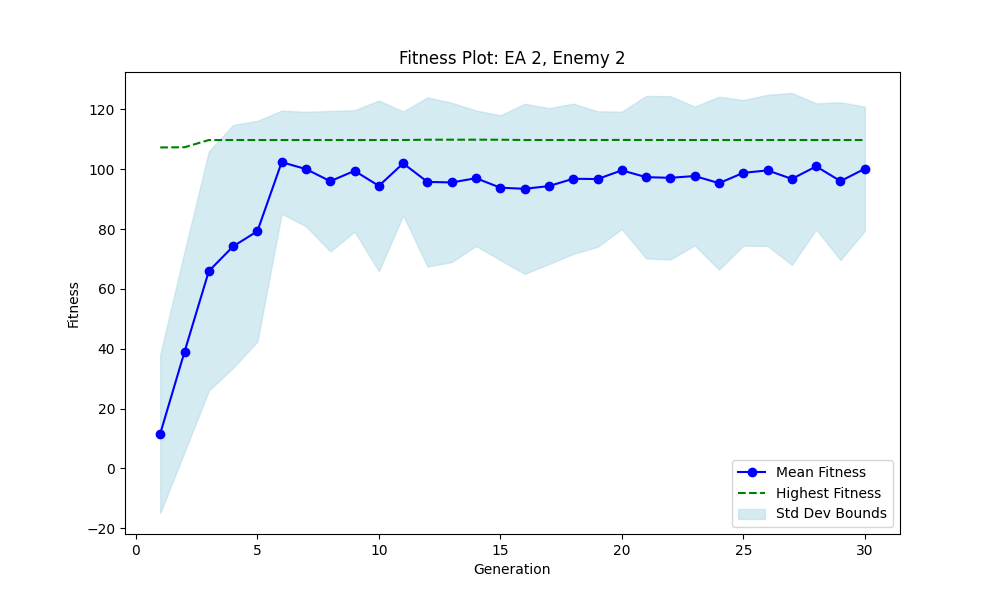 Fitness Plot: EA 2, Enemy 2
120
100
80
60
40
20
0
−20
Fitness
0 5 10 15 20 25 30
Generation
Mean Fitness
Highest Fitness
Std Dev Bounds